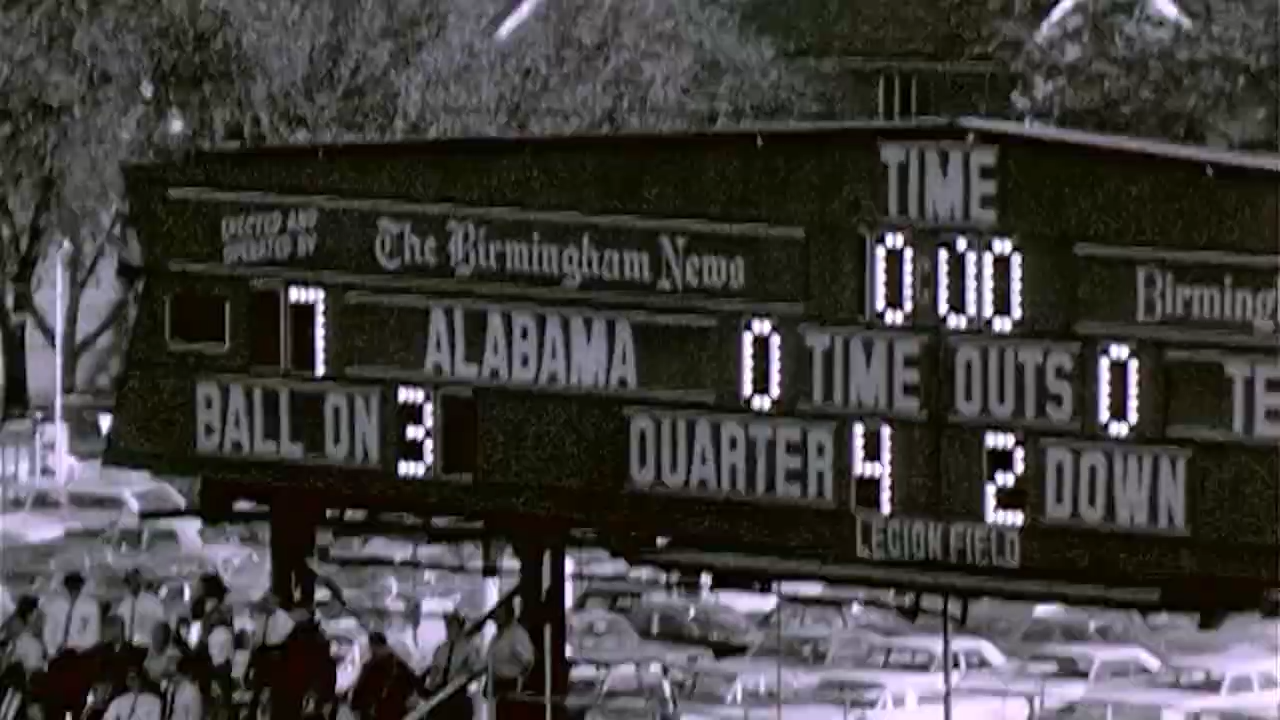 TIME
ERECTED AND
OPERATED BY
The Birmingham News
0:00
Birming
7 ALABAMA 0 TIME OUTS 0 TE
BALL ON 3 QUARTER 4 2 DOWN
LEGION FIELD